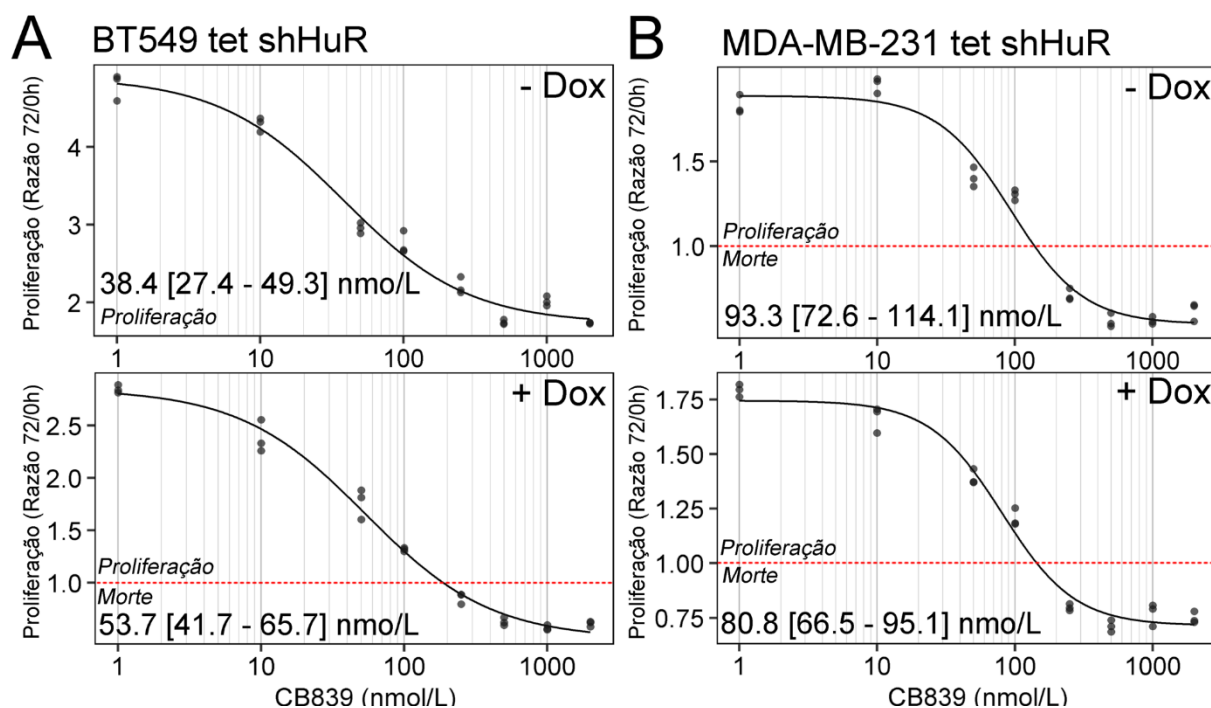 A BT549 tet shHuR
- Dox
Proliferação (Razão 72/0h)
4
3
2
38.4 [27.4 - 49.3] nmo/L
Proliferação
1 10 100 1000
+ Dox
Proliferação (Razão 72/0h)
2.5
2.0
1.5
1.0
Proliferação
Morte
53.7 [41.7 - 65.7] nmo/L
1 10 100 1000
CB839 (nmol/L)
B MDA-MB-231 tet shHuR
- Dox
Proliferação (Razão 72/0h)
1.5
1.0
Proliferação
Morte
93.3 [72.6 - 114.1] nmo/L
1 10 100 1000
+ Dox
Proliferação (Razão 72/0h)
1.75
1.50
1.25
1.00
0.75
Proliferação
Morte
80.8 [66.5 - 95.1] nmo/L
1 10 100 1000
CB839 (nmol/L)